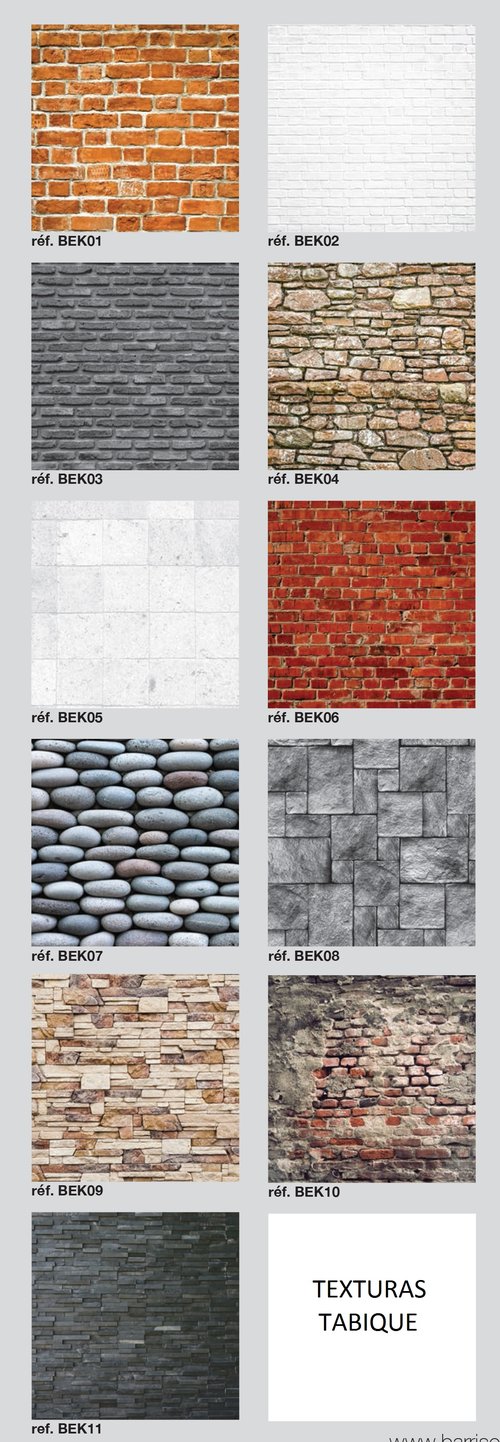 réf. BEK01
réf. BEK02
réf. BEK03
réf. BEK04
réf. BEK05
réf. BEK06
réf. BEK07
réf. BEK08
réf. BEK09
réf. BEK10
TEXTURAS
TABIQUE
ref. BEK11